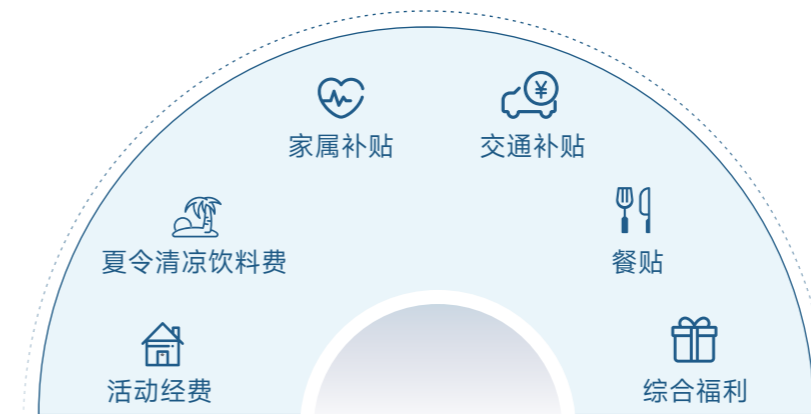 家属补贴
交通补贴
夏令清凉饮料费
餐贴
活动经费
综合福利